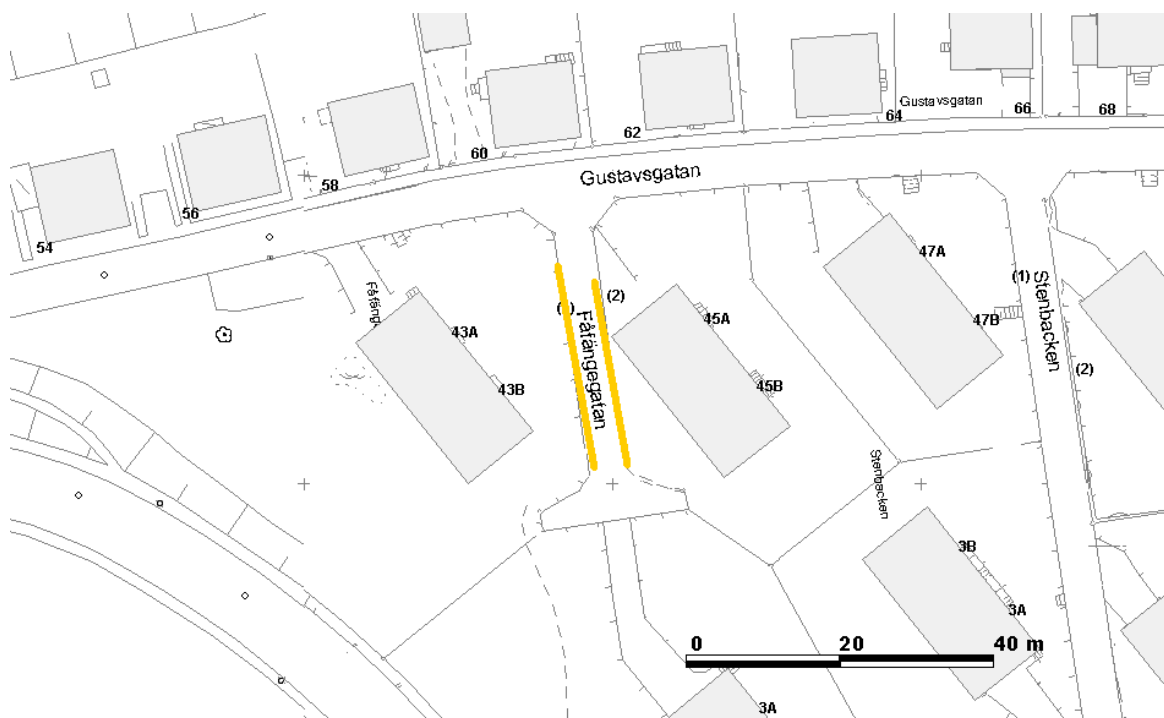 Gustavsgatan
66
68
64
62
60
58
56
54
Gustavsgatan
47A
47B
(1)
Stenbacken
(2)
(2)
Fåfängegatan
45A
45B
43A
43B
Stenbacken
3B
3A
0 20 40 m
3A